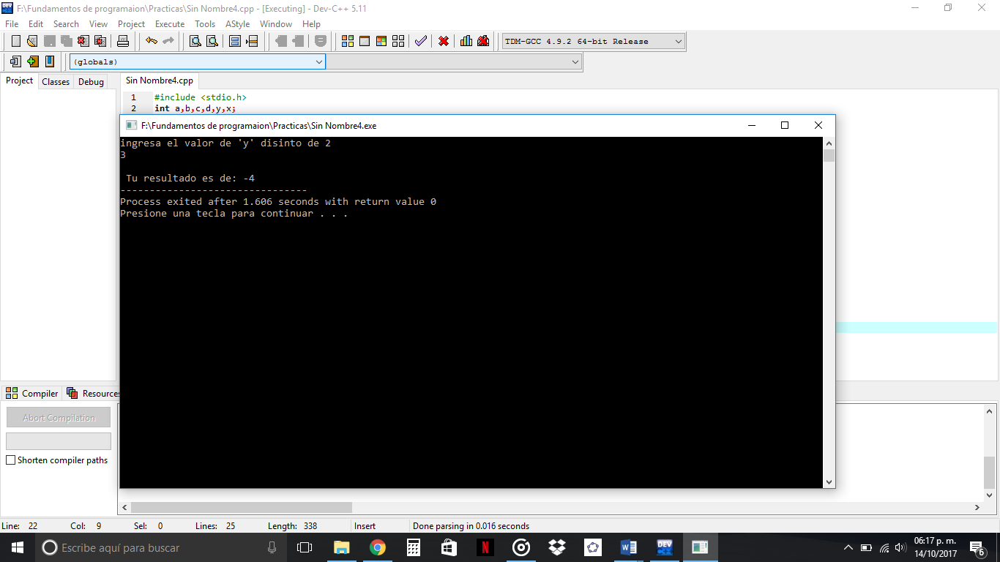 F:\Fundamentos de programaion\Practicas\Sin Nombre4.cpp - [Executing] - Dev-C++ 5.11
File Edit Search View Project Execute Tools AStyle Window Help
TDM-GCC 4.9.2 64-bit Release
(globals)
Project Classes Debug
Sin Nombre4.cpp
1 #include <stdio.h>
2 int a,b,c,d,y,x;
F:\Fundamentos de programaion\Practicas\Sin Nombre4.exe
ingresa el valor de 'y' disinto de 2
3
Tu resultado es de: -4
--------------------------------
Process exited after 1.606 seconds with return value 0
Presione una tecla para continuar . . .
Compiler Resources
Abort Compilation
Shorten compiler paths
Line: 22 Col: 9 Sel: 0 Lines: 25 Length: 338 Insert Done parsing in 0.016 seconds
Escribe aquí para buscar
N
W
DEV
06:17 p. m.
14/10/2017
6